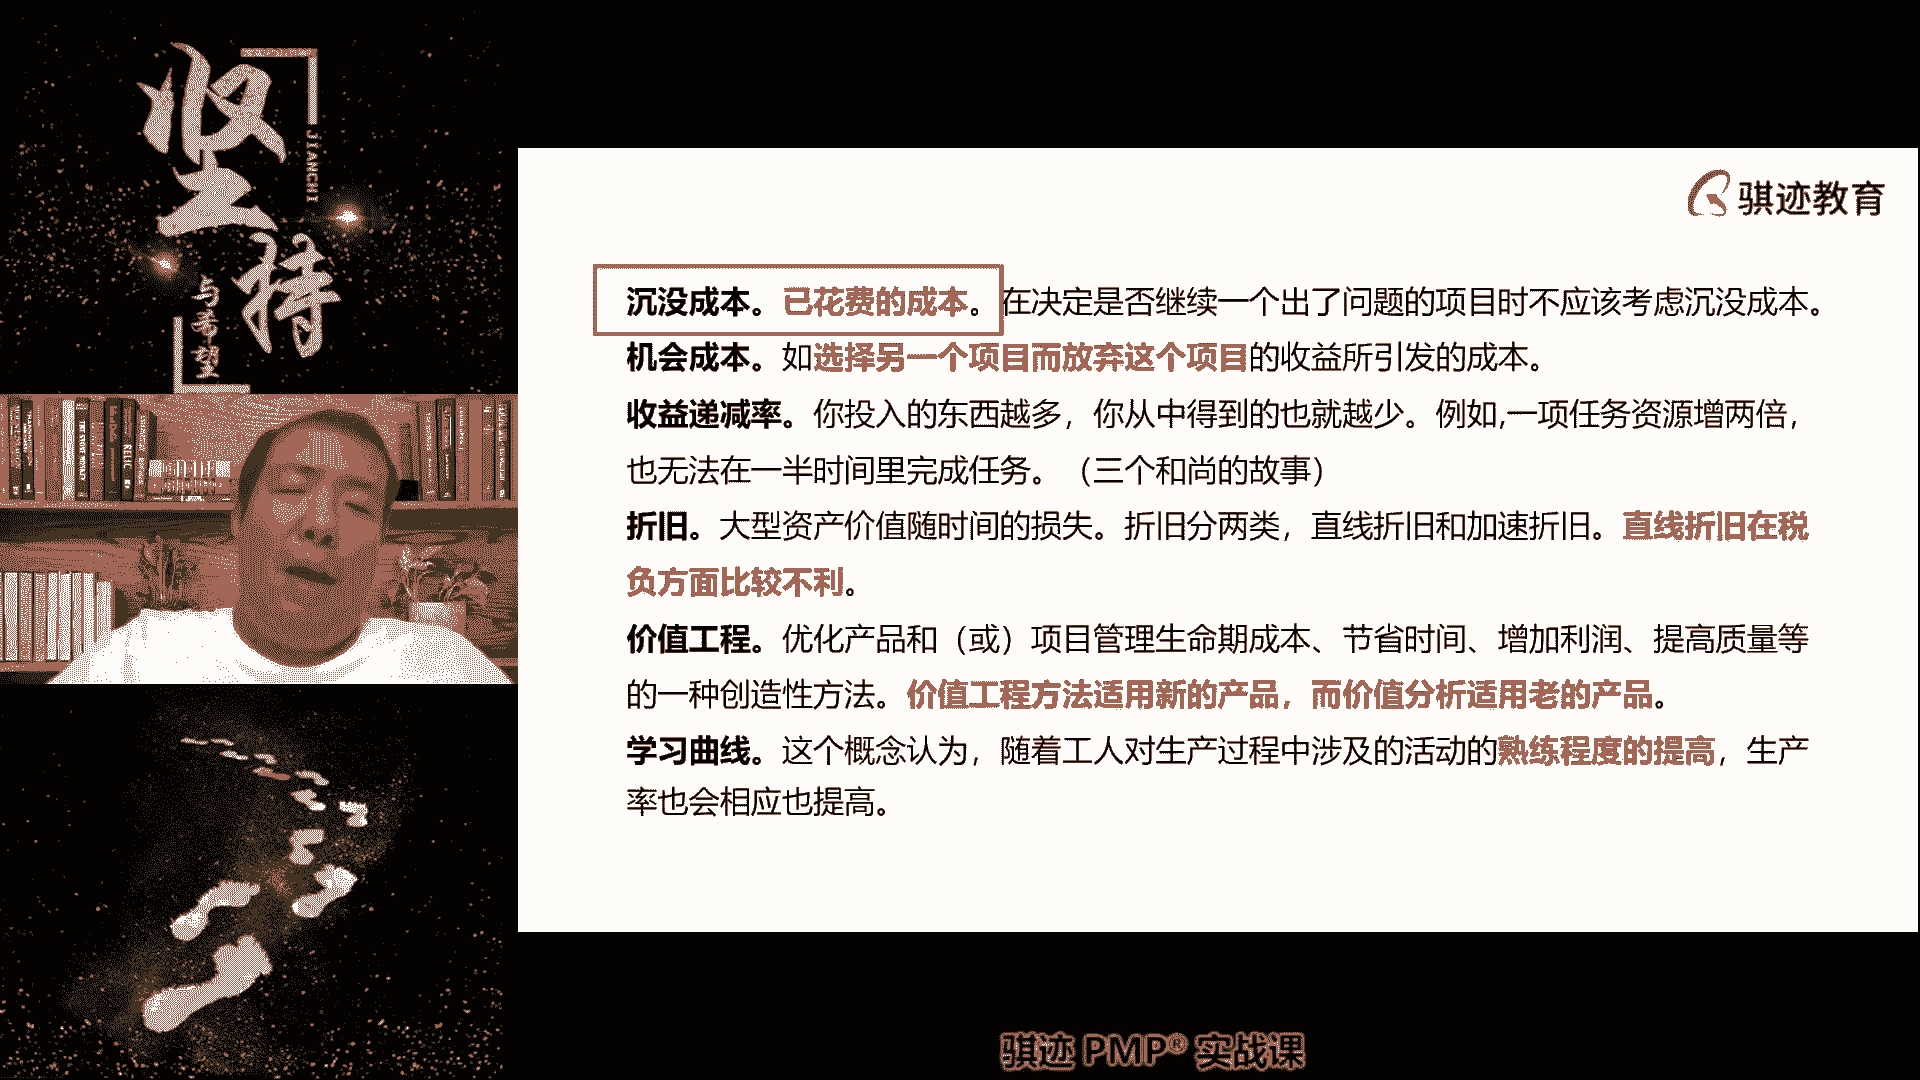 坚持
JIANCHI
与希望
骐迹教育
沉没成本。已花费的成本。在决定是否继续一个出了问题的项目时不应该考虑沉没成本。
机会成本。如选择另一个项目而放弃这个项目的收益所引发的成本。
收益递减率。你投入的东西越多，你从中得到的也就越少。例如,一项任务资源增两倍，
也无法在一半时间里完成任务。（三个和尚的故事）
折旧。大型资产价值随时间的损失。折旧分两类，直线折旧和加速折旧。直线折旧在税
负方面比较不利。
价值工程。优化产品和（或）项目管理生命期成本、节省时间、增加利润、提高质量等
的一种创造性方法。价值工程方法适用新的产品，而价值分析适用老的产品。
学习曲线。这个概念认为，随着工人对生产过程中涉及的活动的熟练程度的提高，生产
率也会相应也提高。
骐迹 PMP® 实战课